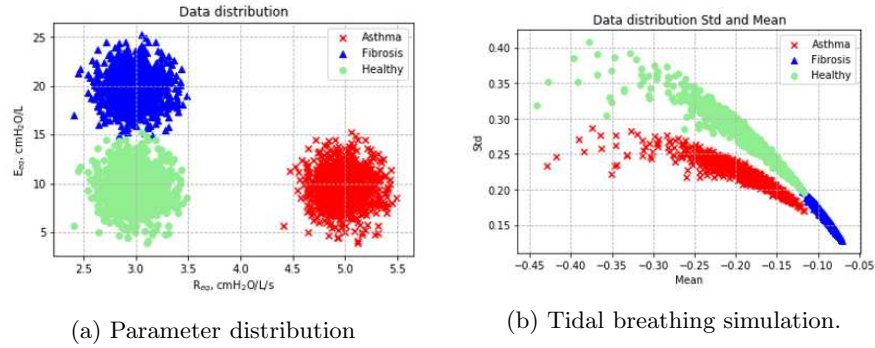 Data distribution
Asthma
Fibrosis
Healthy
25
20
15
10
5
E_eq, cmH2O/L
2.5 3.0 3.5 4.0 4.5 5.0 5.5
R_eq, cmH2O/L/s
(a) Parameter distribution
Data distribution Std and Mean
Asthma
Fibrosis
Healthy
0.40
0.35
0.30
0.25
0.20
0.15
Std
−0.45 −0.40 −0.35 −0.30 −0.25 −0.20 −0.15 −0.10 −0.05
Mean
(b) Tidal breathing simulation.